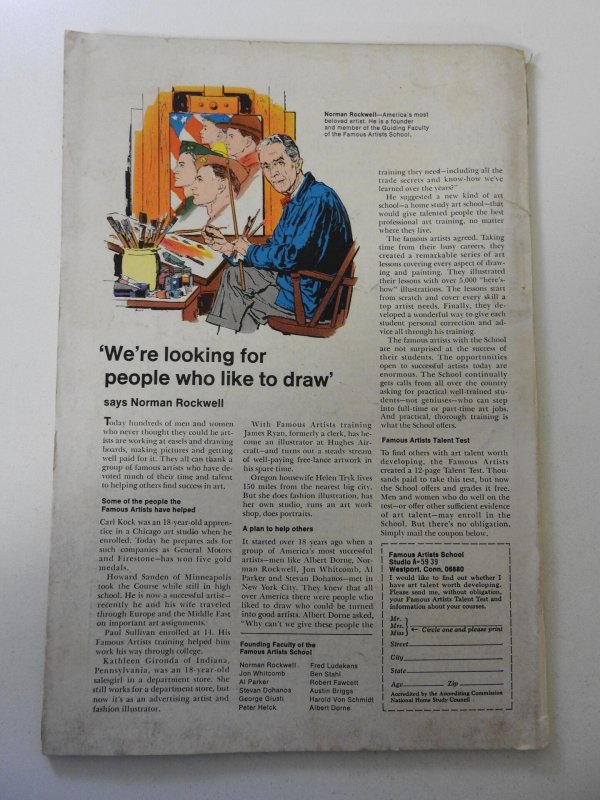 Norman Rockwell—America's most
beloved artist. He is a founder
and member of the Guiding Faculty
of the Famous Artists School.
'We're looking for
people who like to draw'
says Norman Rockwell
Today hundreds of men and women
who never thought they could be art-
ists are working at easels and drawing
boards, making pictures and getting
well paid for it. They all can thank a
group of famous artists who have de-
voted much of their time and talent
to helping others find success in art.
Some of the people the
Famous Artists have helped
Carl Kock was an 18-year-old appren-
tice in a Chicago art studio when he
enrolled. Today he prepares ads for
such companies as General Motors
and Firestone—has won five gold
medals.
Howard Sanden of Minneapolis
took the Course while still in high
school. He is now a successful artist—
recently he and his wife traveled
through Europe and the Middle East
on important art assignments.
Paul Sullivan enrolled at 14. His
Famous Artists training helped him
work his way through college.
Kathleen Gironda of Indiana,
Pennsylvania, was an 18-year-old
salesgirl in a department store. She
still works for a department store, but
now it's as an advertising artist and
fashion illustrator.
With Famous Artists training
James Ryan, formerly a clerk, has be-
come an illustrator at Hughes Air-
craft—and turns out a steady stream
of well-paying free-lance artwork in
his spare time.
Oregon housewife Helen Tryk lives
150 miles from the nearest big city.
But she does fashion illustration, has
her own studio, runs an art work
shop, does portraits.
A plan to help others
It started over 18 years ago when a
group of America's most successful
artists—men like Albert Dorne, Nor-
man Rockwell, Jon Whitcomb, Al
Parker and Stevan Dohanos—met in
New York City. They knew that all
over America there were people who
liked to draw who could be turned
into good artists. Albert Dorne asked,
"Why can't we give these people the
Founding Faculty of the
Famous Artists School
Norman Rockwell Fred Ludekens
Jon Whitcomb Ben Stahl
Al Parker Robert Fawcett
Stevan Dohanos Austin Briggs
George Giusti Harold Von Schmidt
Peter Helck Albert Dorne
training they need—including all the
trade secrets and know-how we've
learned over the years?"
He suggested a new kind of art
school—a home study art school—that
would give talented people the best
professional art training, no matter
where they live.
The famous artists agreed. Taking
time from their busy careers, they
created a remarkable series of art
lessons covering every aspect of draw-
ing and painting. They illustrated
their lessons with over 5,000 "here's-
how" illustrations. The lessons start
from scratch and cover every skill a
top artist needs. Finally, they de-
veloped a wonderful way to give each
student personal correction and ad-
vice all through his training.
The famous artists with the School
are not surprised at the success of
their students. The opportunities
open to successful artists today are
enormous. The School continually
gets calls from all over the country
asking for practical well-trained stu-
dents—not geniuses—who can step
into full-time or part-time art jobs.
And practical, thorough training is
what the School offers.
Famous Artists Talent Test
To find others with art talent worth
developing, the Famous Artists
created a 12-page Talent Test. Thou-
sands paid to take this test, but now
the School offers and grades it free.
Men and women who do well on the
test—or offer other sufficient evidence
of art talent—may enroll in the
School. But there's no obligation.
Simply mail the coupon below.
Famous Artists School
Studio A-5939
Westport, Conn. 06880
I would like to find out whether I
have art talent worth developing.
Please send me, without obligation,
your Famous Artists Talent Test and
information about your courses.
Mr.
Mrs. ← Circle one and please print
Miss
Street
City
State
Age Zip
Accredited by the Accrediting Commission
National Home Study Council